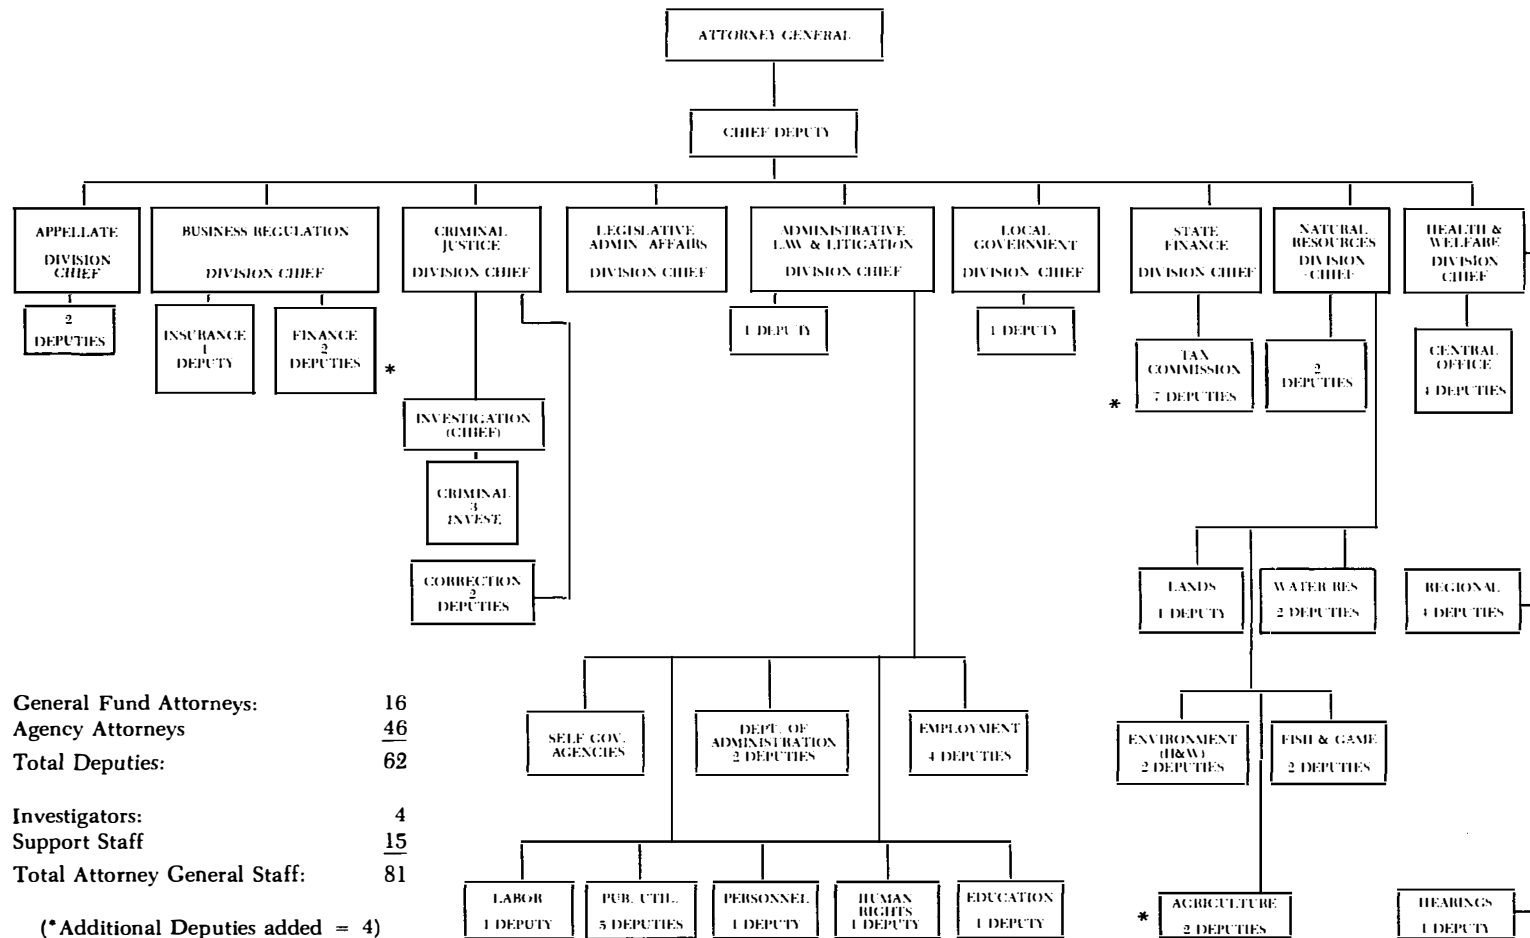 ATTORNEY GENERAL
CHIEF DEPUTY
APPELLATE
DIVISION
CHIEF
2
DEPUTIES
BUSINESS REGULATION
DIVISION CHIEF
INSURANCE
1
DEPUTY
FINANCE
2
DEPUTIES
*
CRIMINAL
JUSTICE
DIVISION CHIEF
INVESTIGATION
(CHIEF)
CRIMINAL
3
INVEST.
CORRECTION
2
DEPUTIES
LEGISLATIVE
ADMIN. AFFAIRS
DIVISION CHIEF
ADMINISTRATIVE
LAW & LITIGATION
DIVISION CHIEF
1 DEPUTY
LOCAL
GOVERNMENT
DIVISION CHIEF
1 DEPUTY
STATE
FINANCE
DIVISION CHIEF
TAX
COMMISSION
7 DEPUTIES
*
NATURAL
RESOURCES
DIVISION
CHIEF
2
DEPUTIES
HEALTH &
WELFARE
DIVISION
CHIEF
CENTRAL
OFFICE
4 DEPUTIES
LANDS
1 DEPUTY
WATER RES
2 DEPUTIES
REGIONAL
4 DEPUTIES
SELF GOV.
AGENCIES
DEPT. OF
ADMINISTRATION
2 DEPUTIES
EMPLOYMENT
4 DEPUTIES
ENVIRONMENT
(H&W)
2 DEPUTIES
FISH & GAME
2 DEPUTIES
LABOR
1 DEPUTY
PUB. UTIL.
5 DEPUTIES
PERSONNEL
1 DEPUTY
HUMAN
RIGHTS
1 DEPUTY
EDUCATION
1 DEPUTY
*
AGRICULTURE
2 DEPUTIES
HEARINGS
1 DEPUTY
General Fund Attorneys: 16
Agency Attorneys 46
Total Deputies: 62
Investigators: 4
Support Staff 15
Total Attorney General Staff: 81
(*Additional Deputies added = 4)